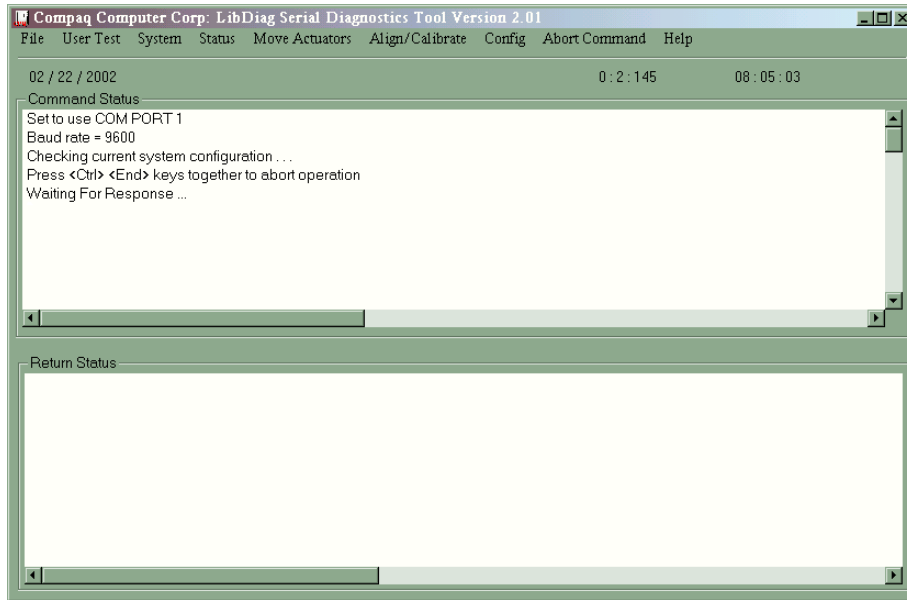 Compaq Computer Corp: LibDiag Serial Diagnostics Tool Version 2.01
File User Test System Status Move Actuators Align/Calibrate Config Abort Command Help
02 / 22 / 2002 0 : 2 : 145 08 : 05 : 03
Command Status
Set to use COM PORT 1
Baud rate = 9600
Checking current system configuration . . .
Press <Ctrl> <End> keys together to abort operation
Waiting For Response ...
Return Status